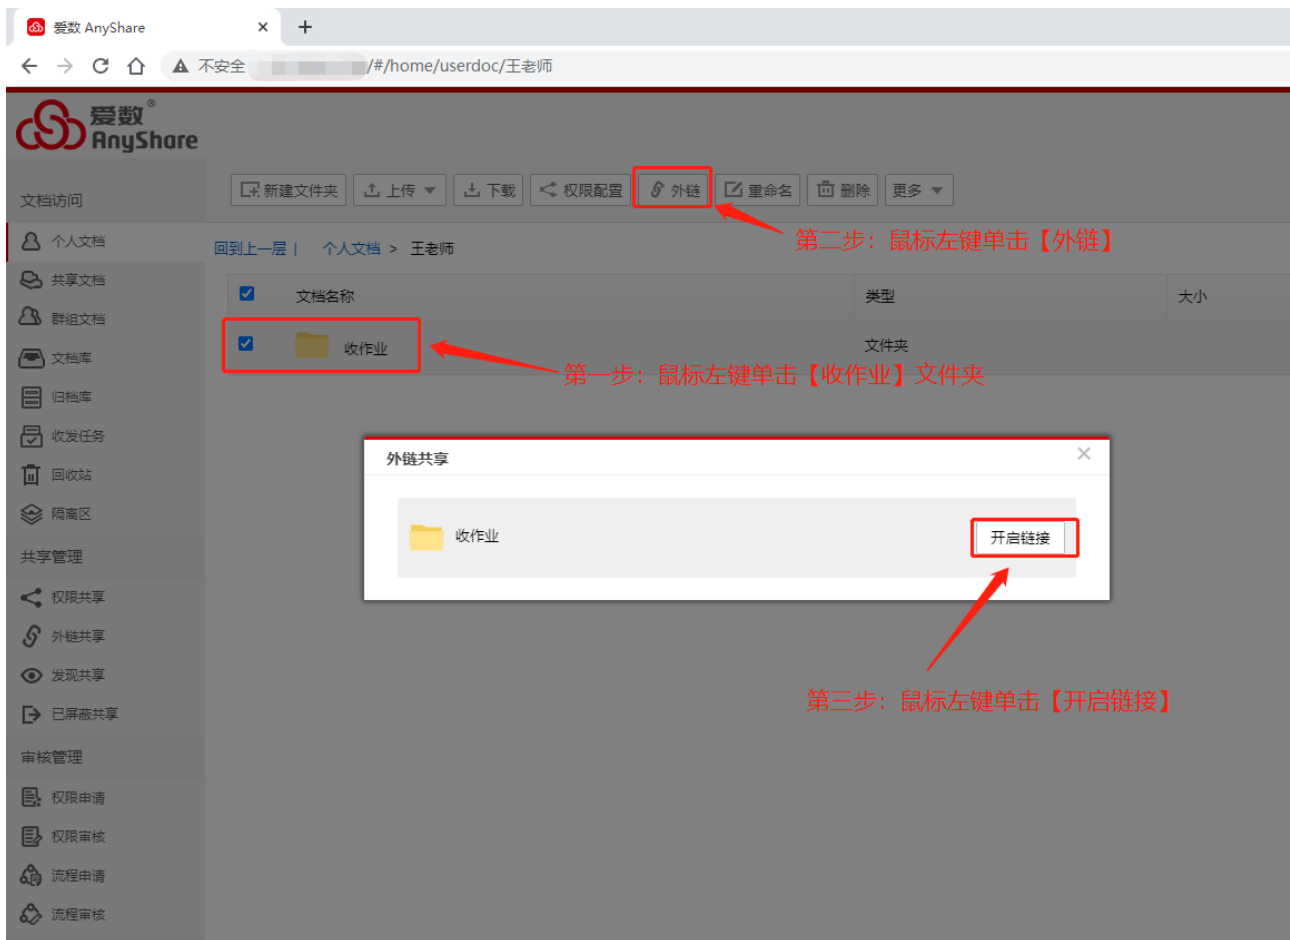 爱数 AnyShare
不安全 /#/home/userdoc/王老师
爱数®
AnyShare
文档访问
新建文件夹 上传 下载 权限配置 外链 重命名 删除 更多
个人文档
回到上一层 | 个人文档 > 王老师
第二步：鼠标左键单击【外链】
共享文档
文档名称 类型 大小
群组文档
收作业 文件夹
文档库
第一步：鼠标左键单击【收作业】文件夹
归档库
收发任务
外链共享
回收站
隔离区
收作业 开启链接
共享管理
权限共享
外链共享
发现共享
第三步：鼠标左键单击【开启链接】
已屏蔽共享
审核管理
权限申请
权限审核
流程申请
流程审核